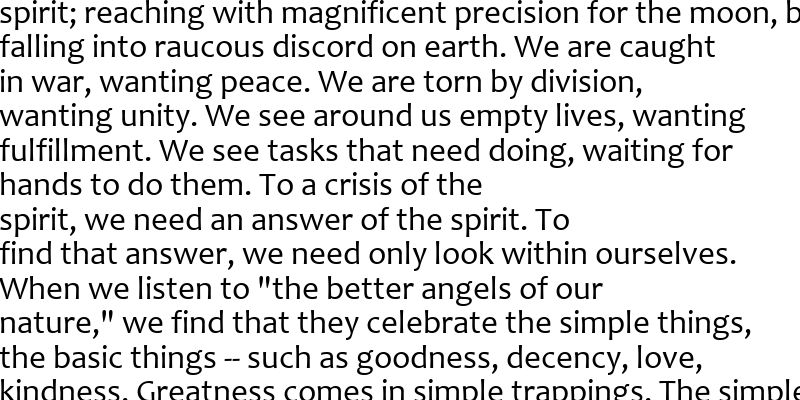 spirit; reaching with magnificent precision for the moon, b
falling into raucous discord on earth. We are caught
in war, wanting peace. We are torn by division,
wanting unity. We see around us empty lives, wanting
fulfillment. We see tasks that need doing, waiting for
hands to do them. To a crisis of the
spirit, we need an answer of the spirit. To
find that answer, we need only look within ourselves.
When we listen to "the better angels of our
nature," we find that they celebrate the simple things,
the basic things -- such as goodness, decency, love,
kindness. Greatness comes in simple trappings. The simple